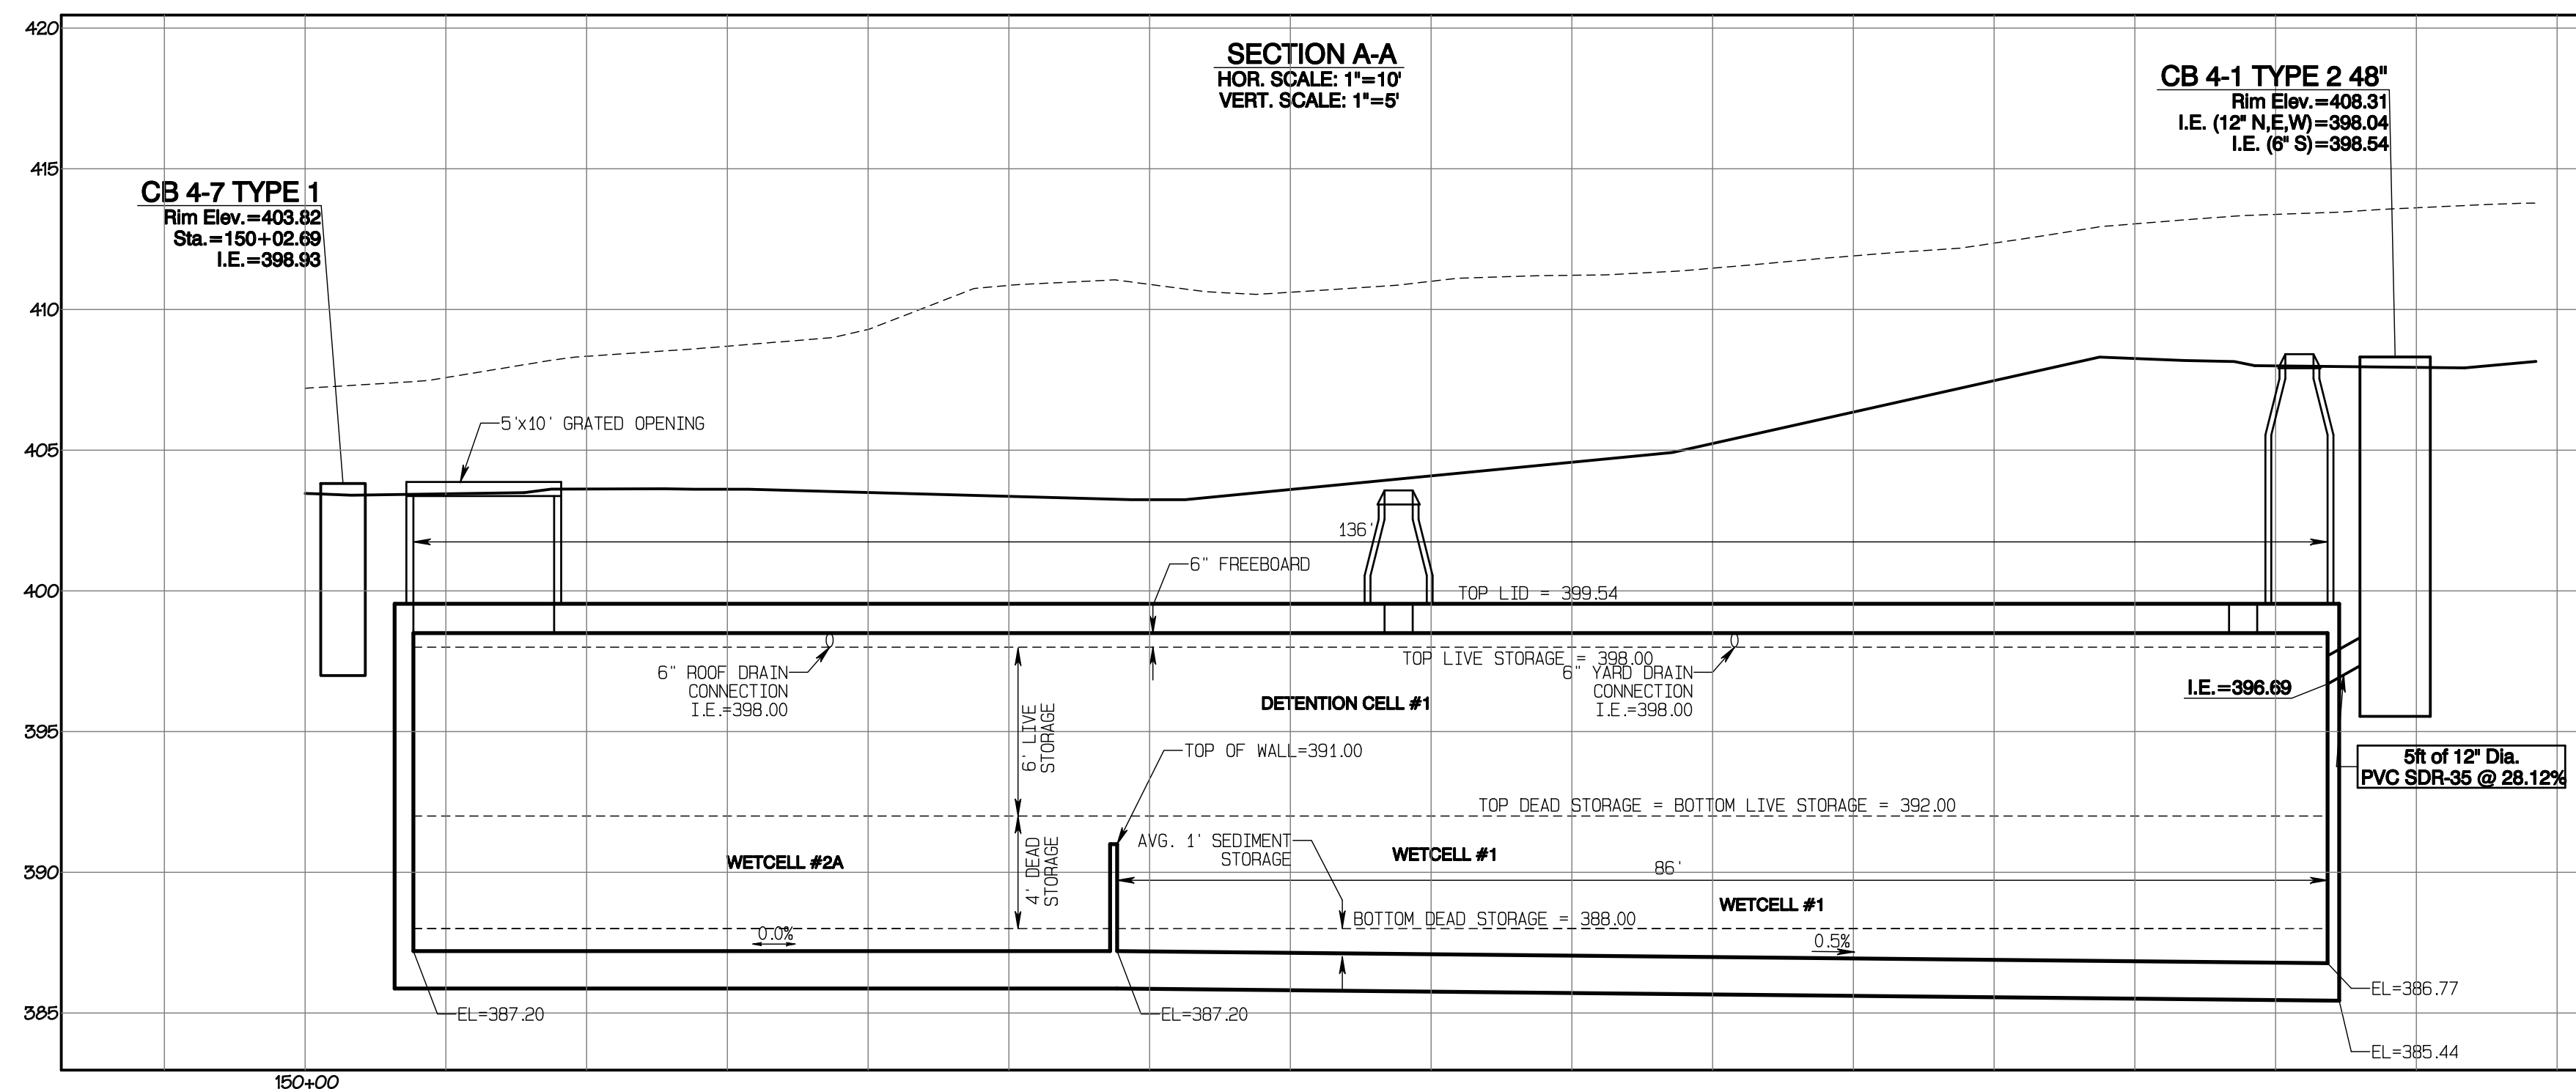 420
415
410
405
400
395
390
385
150+00
SECTION A-A
HOR. SCALE: 1"=10'
VERT. SCALE: 1"=5'
CB 4-1 TYPE 2 48"
Rim Elev.=408.31
I.E. (12" N,E,W)=398.04
I.E. (6" S)=398.54
CB 4-7 TYPE 1
Rim Elev.=403.82
Sta.=150+02.69
I.E.=398.93
5'x10' GRATED OPENING
136'
6" FREEBOARD
TOP LID = 399.54
6" ROOF DRAIN
CONNECTION
I.E.=398.00
TOP LIVE STORAGE = 398.00
6" YARD DRAIN
CONNECTION
I.E.=398.00
DETENTION CELL #1
I.E.=396.69
6' LIVE
STORAGE
TOP OF WALL=391.00
5ft of 12" Dia.
PVC SDR-35 @ 28.12%
TOP DEAD STORAGE = BOTTOM LIVE STORAGE = 392.00
4' DEAD
STORAGE
AVG. 1' SEDIMENT
STORAGE
WETCELL #2A
WETCELL #1
86'
WETCELL #1
BOTTOM DEAD STORAGE = 388.00
0.0%
0.5%
EL=387.20
EL=387.20
EL=386.77
EL=385.44